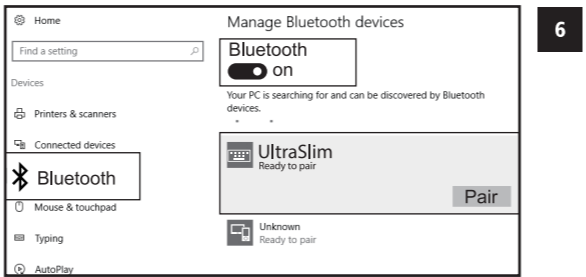 Home
Find a setting
Devices
Printers & scanners
Connected devices
Bluetooth
Mouse & touchpad
Typing
AutoPlay
Manage Bluetooth devices
Bluetooth
on
Your PC is searching for and can be discovered by Bluetooth
devices.
UltraSlim
Ready to pair
Pair
Unknown
Ready to pair
6